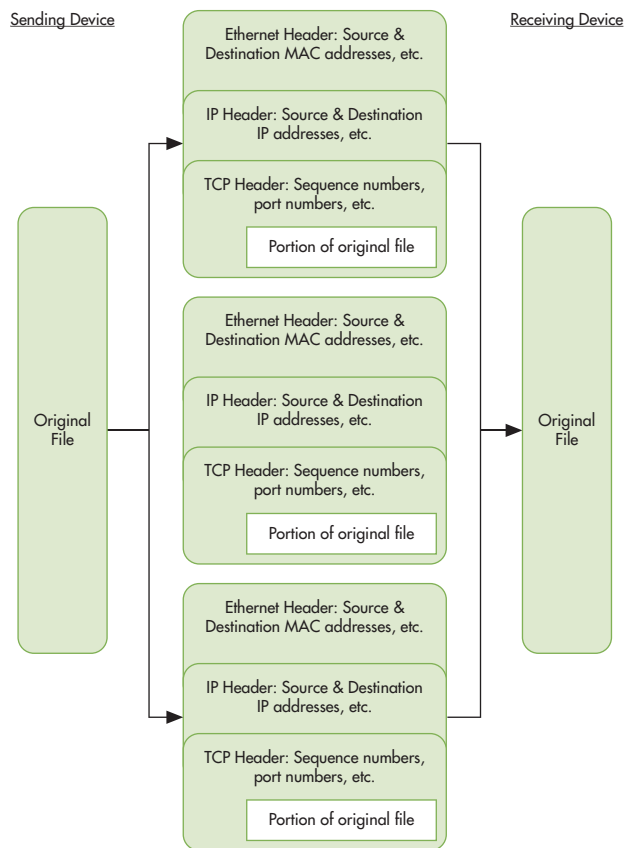 Sending Device
Receiving Device
Ethernet Header: Source &
Destination MAC addresses, etc.
IP Header: Source & Destination
IP addresses, etc.
TCP Header: Sequence numbers,
port numbers, etc.
Portion of original file
Ethernet Header: Source &
Destination MAC addresses, etc.
IP Header: Source & Destination
IP addresses, etc.
TCP Header: Sequence numbers,
port numbers, etc.
Portion of original file
Ethernet Header: Source &
Destination MAC addresses, etc.
IP Header: Source & Destination
IP addresses, etc.
TCP Header: Sequence numbers,
port numbers, etc.
Portion of original file
Original
File
Original
File